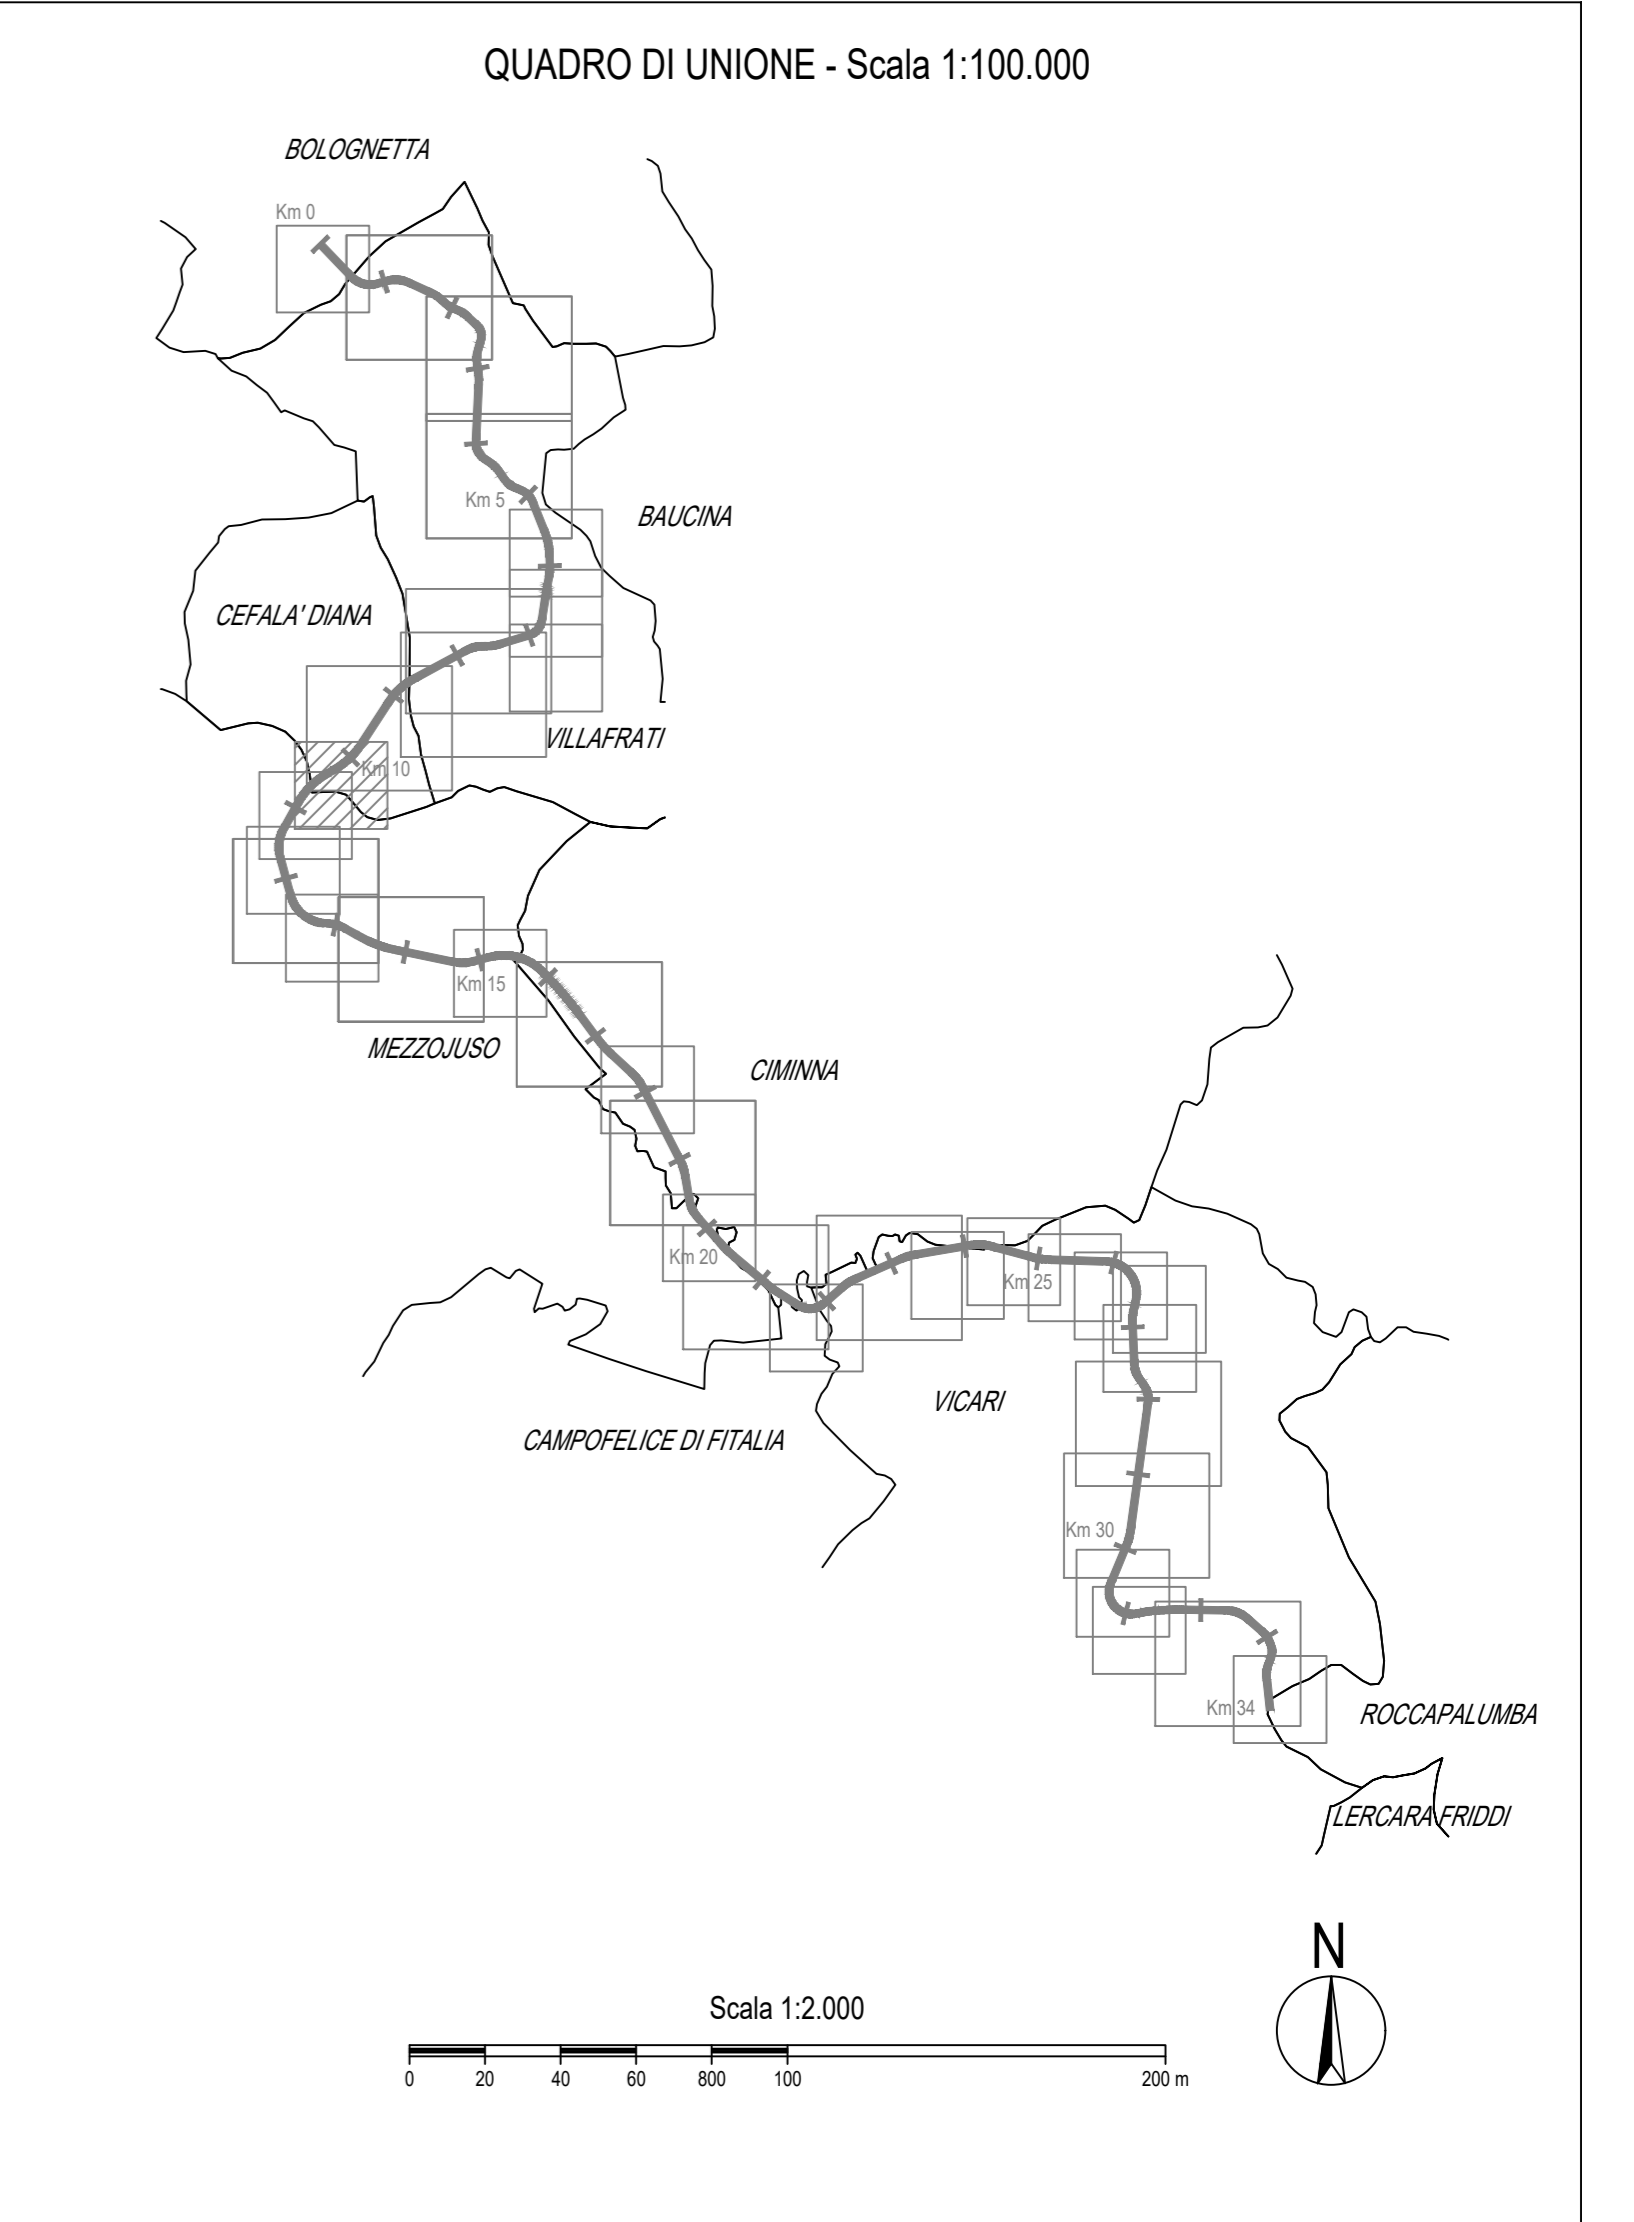 QUADRO DI UNIONE - Scala 1:100.000
BOLOGNETTA
Km 0
Km 5
BAUCINA
CEFALA' DIANA
VILLAFRATI
Km 10
Km 15
MEZZOJUSO
CIMINNA
Km 20
Km 25
VICARI
CAMPOFELICE DI FITALIA
Km 30
Km 34
ROCCAPALUMBA
LERCARA FRIDDI
N
Scala 1:2.000
0 20 40 60 800 100 200 m